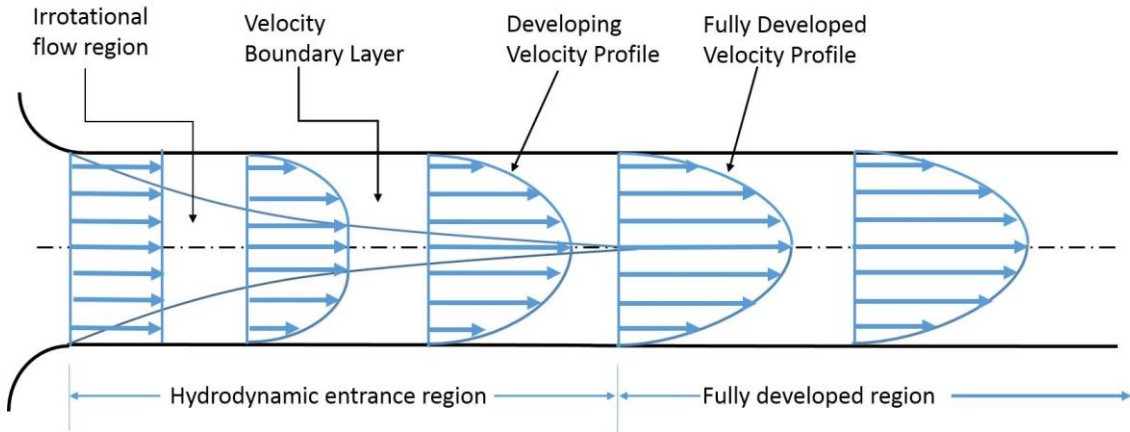 Irrotational
flow region
Velocity
Boundary Layer
Developing
Velocity Profile
Fully Developed
Velocity Profile
Hydrodynamic entrance region
Fully developed region